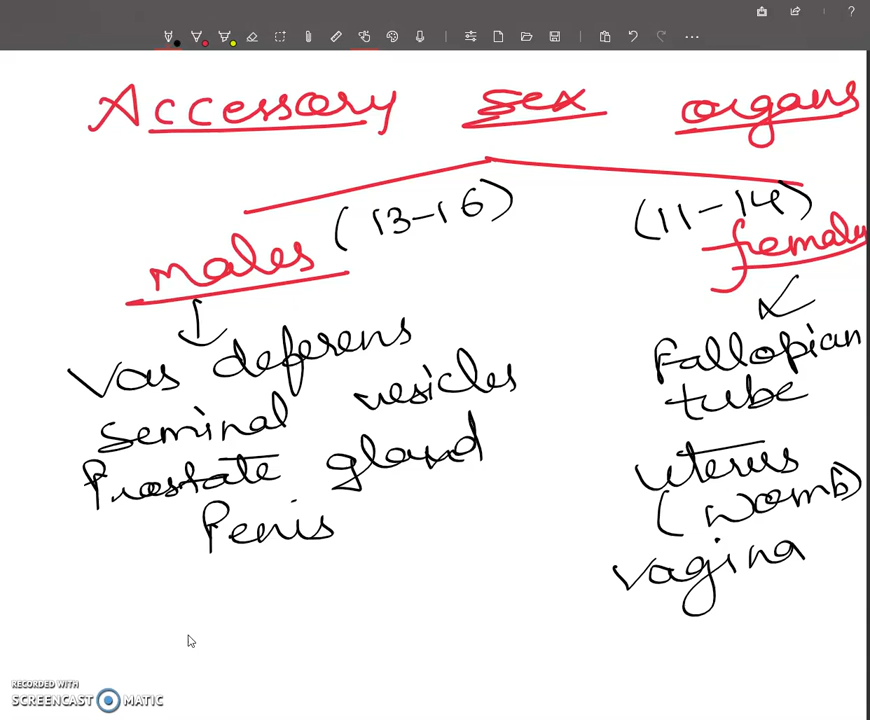 Accessory sex organs
(13-16) (11-14)
males female
Vas deferens Fallopian
seminal vesicles tube
Prostate gland uterus
Penis (womb)
vagina
RECORDED WITH
SCREENCAST MATIC